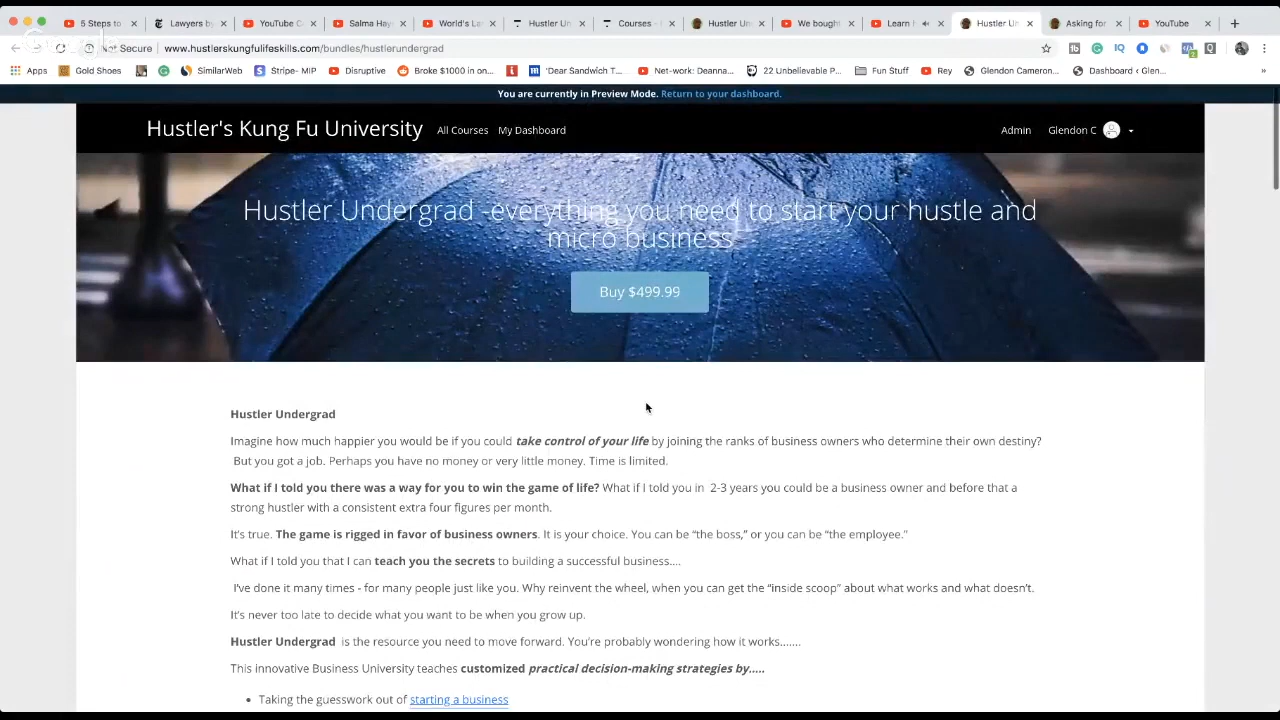 5 Steps to
Lawyers by
YouTube C
Salma Hay
World's La
Hustler Un
Courses -
Hustler Un
We bough
Learn
Hustler Un
Asking for
YouTube
Not Secure
www.hustlerskungfulifeskills.com/bundles/hustlerundergrad
Apps
Gold Shoes
SimilarWeb
Stripe- MIP
Disruptive
Broke $1000 in on...
'Dear Sandwich T...
Net-work: Deanna...
22 Unbelievable P...
Fun Stuff
Rey
Glendon Cameron...
Dashboard ‹ Glen...
»
You are currently in Preview Mode. Return to your dashboard.
Hustler's Kung Fu University
All Courses
My Dashboard
Admin
Glendon C
Hustler Undergrad -everything you need to start your hustle and
micro business
Buy $499.99
Hustler Undergrad
Imagine how much happier you would be if you could take control of your life by joining the ranks of business owners who determine their own destiny?
But you got a job. Perhaps you have no money or very little money. Time is limited.
What if I told you there was a way for you to win the game of life? What if I told you in 2-3 years you could be a business owner and before that a
strong hustler with a consistent extra four figures per month.
It's true. The game is rigged in favor of business owners. It is your choice. You can be “the boss,” or you can be “the employee.”
What if I told you that I can teach you the secrets to building a successful business....
I've done it many times - for many people just like you. Why reinvent the wheel, when you can get the “inside scoop” about what works and what doesn't.
It's never too late to decide what you want to be when you grow up.
Hustler Undergrad is the resource you need to move forward. You're probably wondering how it works.......
This innovative Business University teaches customized practical decision-making strategies by.....
• Taking the guesswork out of starting a business